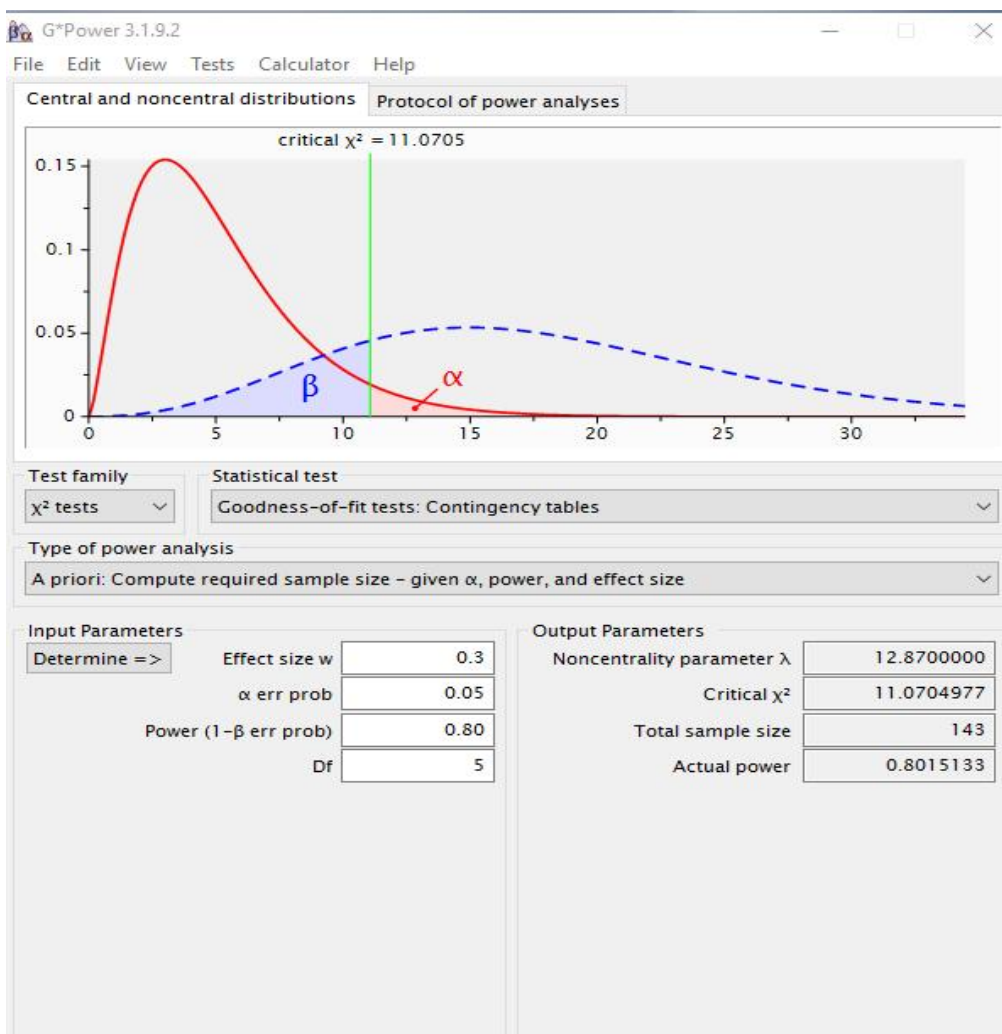 βα G*Power 3.1.9.2
File Edit View Tests Calculator Help
Central and noncentral distributions Protocol of power analyses
critical χ² = 11.0705
0.15
0.1
0.05
0
β
α
0 5 10 15 20 25 30
Test family Statistical test
χ² tests Goodness-of-fit tests: Contingency tables
Type of power analysis
A priori: Compute required sample size – given α, power, and effect size
Input Parameters Output Parameters
Determine => Effect size w 0.3 Noncentrality parameter λ 12.8700000
α err prob 0.05 Critical χ² 11.0704977
Power (1-β err prob) 0.80 Total sample size 143
Df 5 Actual power 0.8015133